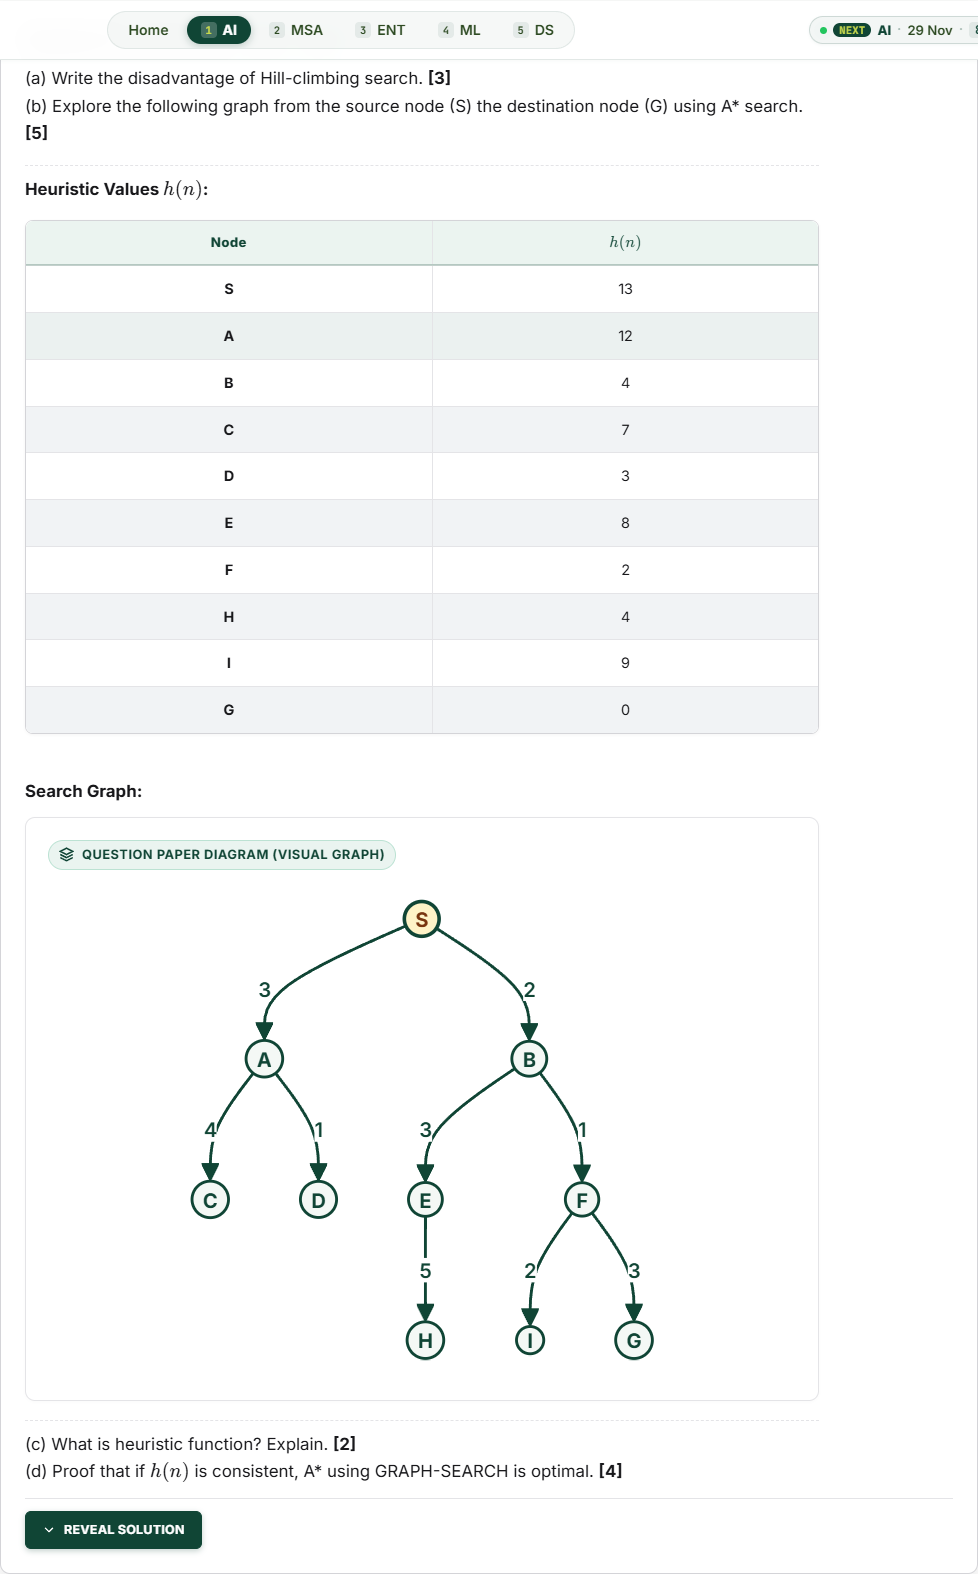 Home 1 AI 2 MSA 3 ENT 4 ML 5 DS NEXT AI · 29 Nov ·
(a) Write the disadvantage of Hill-climbing search. [3]
(b) Explore the following graph from the source node (S) the destination node (G) using A* search.
[5]
Heuristic Values h(n):
Node h(n)
S 13
A 12
B 4
C 7
D 3
E 8
F 2
H 4
I 9
G 0
Search Graph:
QUESTION PAPER DIAGRAM (VISUAL GRAPH)
S
3 2
A B
4 1 3 1
C D E F
5 2 3
H I G
(c) What is heuristic function? Explain. [2]
(d) Proof that if h(n) is consistent, A* using GRAPH-SEARCH is optimal. [4]
REVEAL SOLUTION